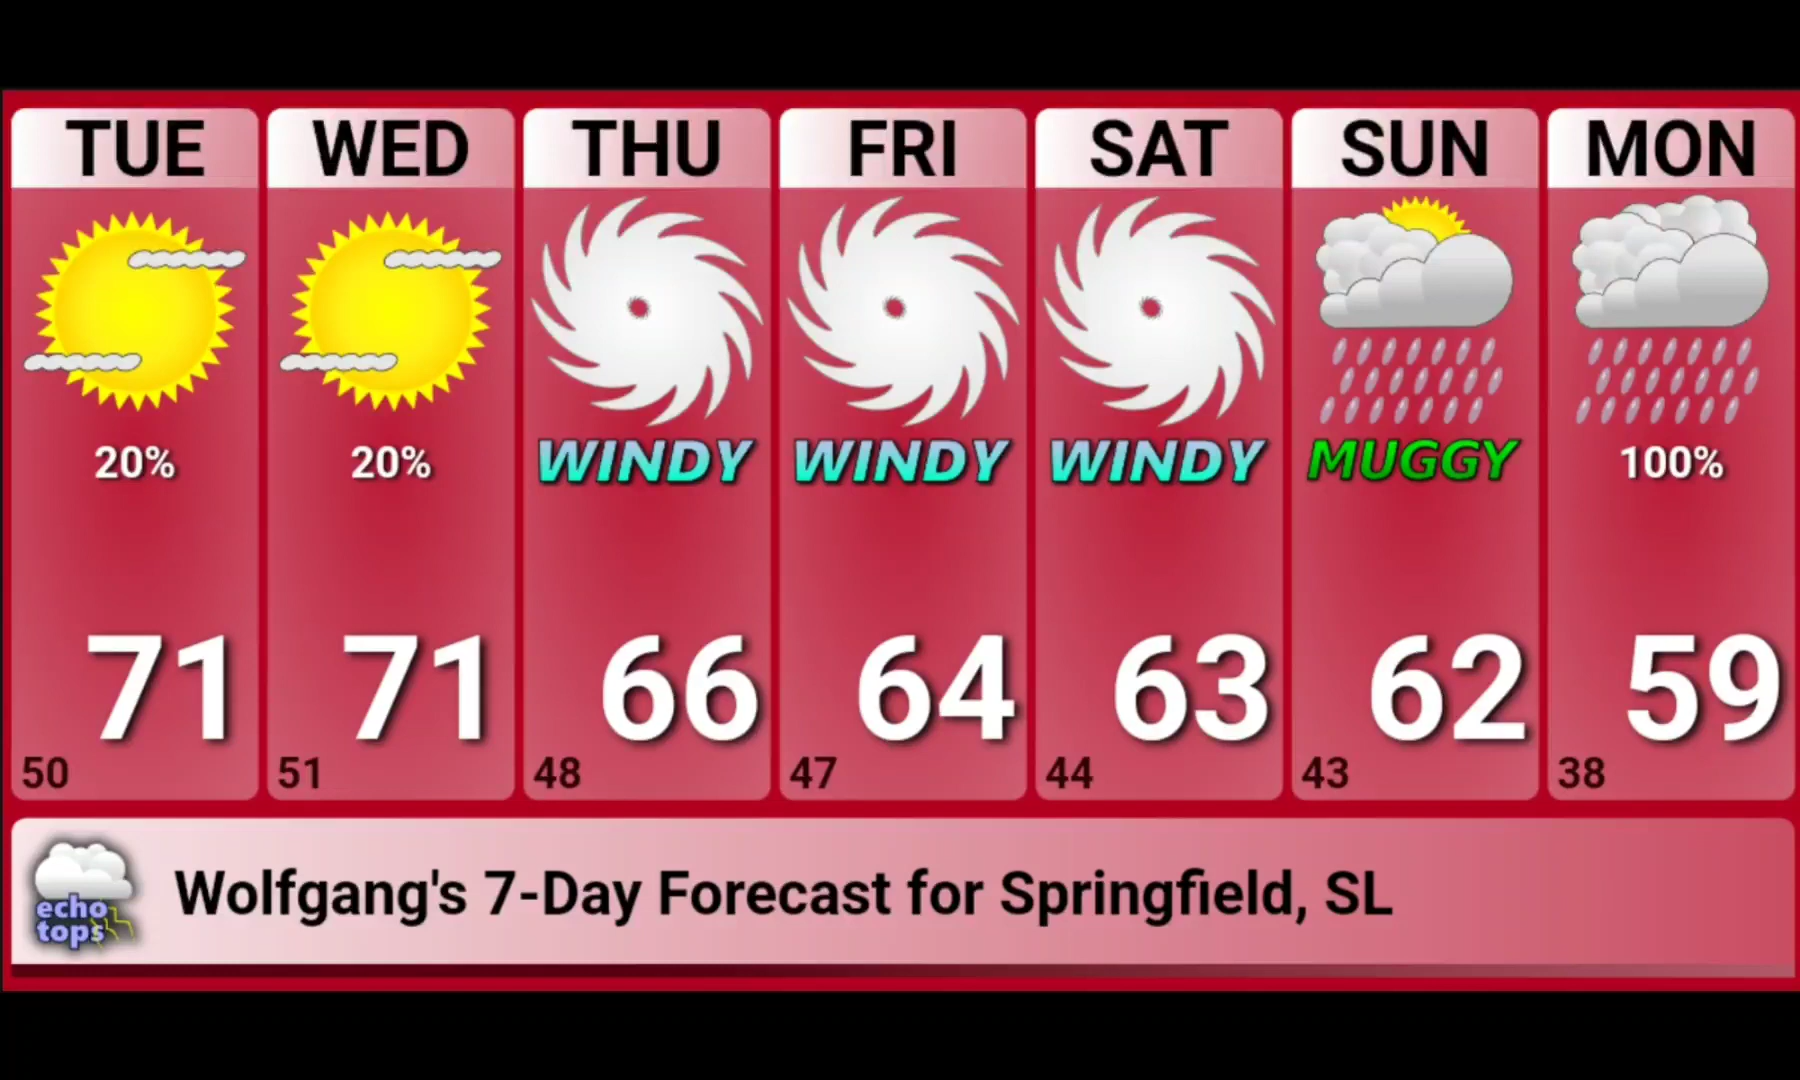 TUE WED THU FRI SAT SUN MON
20% 20% WINDY WINDY WINDY MUGGY 100%
71 71 66 64 63 62 59
50 51 48 47 44 43 38
echo
tops
Wolfgang's 7-Day Forecast for Springfield, SL